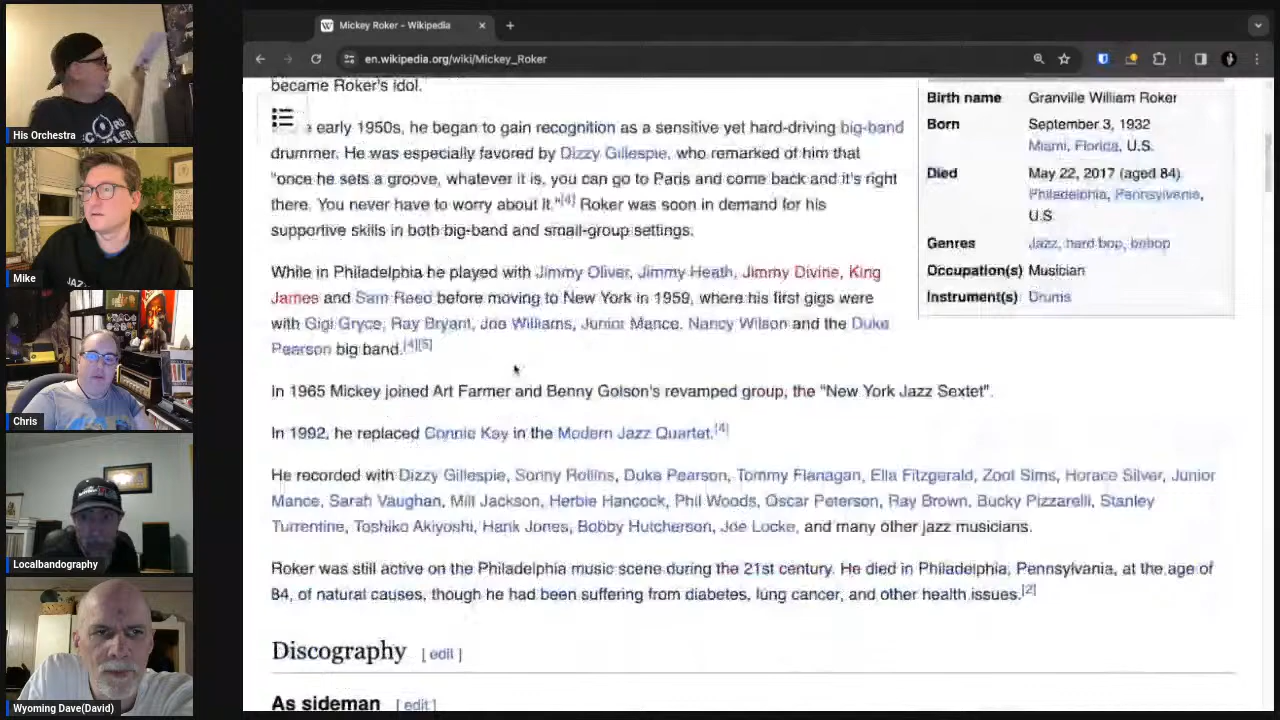 Mickey Roker - Wikipedia
en.wikipedia.org/wiki/Mickey_Roker
became Roker's idol.
early 1950s, he began to gain recognition as a sensitive yet hard-driving big-band
drummer. He was especially favored by Dizzy Gillespie, who remarked of him that
"once he sets a groove, whatever it is, you can go to Paris and come back and it's right
there. You never have to worry about it."[4] Roker was soon in demand for his
supportive skills in both big-band and small-group settings.
While in Philadelphia he played with Jimmy Oliver, Jimmy Heath, Jimmy Divine, King
James and Sam Reed before moving to New York in 1959, where his first gigs were
with Gigi Gryce, Ray Bryant, Joe Williams, Junior Mance, Nancy Wilson and the Duke
Pearson big band.[4][5]
In 1965 Mickey joined Art Farmer and Benny Golson's revamped group, the "New York Jazz Sextet".
In 1992, he replaced Connie Kay in the Modern Jazz Quartet.[4]
He recorded with Dizzy Gillespie, Sonny Rollins, Duke Pearson, Tommy Flanagan, Ella Fitzgerald, Zoot Sims, Horace Silver, Junior
Mance, Sarah Vaughan, Mill Jackson, Herbie Hancock, Phil Woods, Oscar Peterson, Ray Brown, Bucky Pizzarelli, Stanley
Turrentine, Toshiko Akiyoshi, Hank Jones, Bobby Hutcherson, Joe Locke, and many other jazz musicians.
Roker was still active on the Philadelphia music scene during the 21st century. He died in Philadelphia, Pennsylvania, at the age of
84, of natural causes, though he had been suffering from diabetes, lung cancer, and other health issues.[2]
Discography [ edit ]
As sideman [ edit ]
Birth name Granville William Roker
Born September 3, 1932
Miami, Florida, U.S.
Died May 22, 2017 (aged 84)
Philadelphia, Pennsylvania,
U.S.
Genres Jazz, hard bop, bebop
Occupation(s) Musician
Instrument(s) Drums
His Orchestra
Mike
Chris
Localbandography
Wyoming Dave(David)